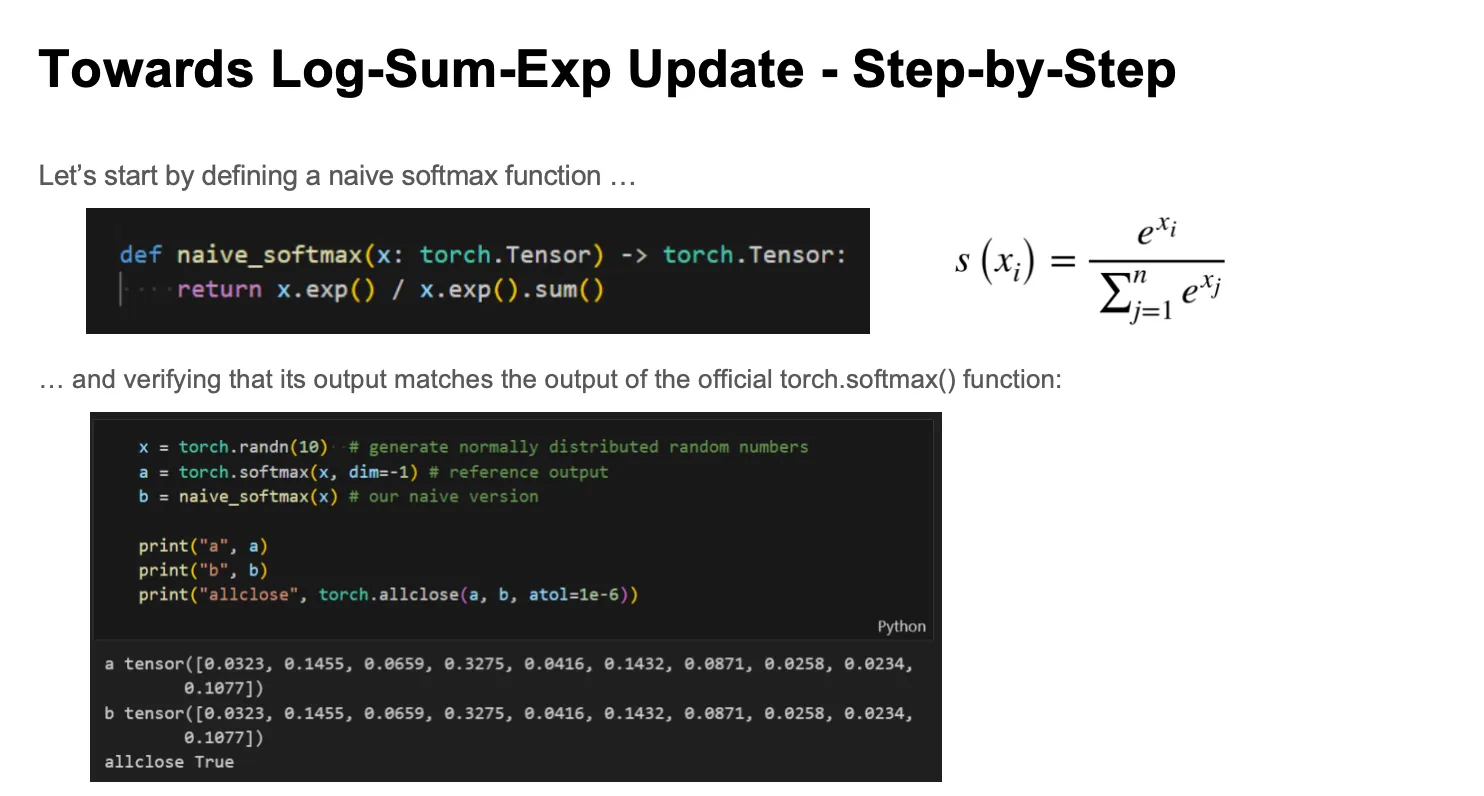 Towards Log-Sum-Exp Update - Step-by-Step
Let’s start by defining a naive softmax function …
def naive_softmax(x: torch.Tensor) -> torch.Tensor:
    return x.exp() / x.exp().sum()
s (x_i) = e^{x_i} / ∑_{j=1}^{n} e^{x_j}
… and verifying that its output matches the output of the official torch.softmax() function:
x = torch.randn(10)  # generate normally distributed random numbers
a = torch.softmax(x, dim=-1) # reference output
b = naive_softmax(x) # our naive version
print("a", a)
print("b", b)
print("allclose", torch.allclose(a, b, atol=1e-6))
Python
a tensor([0.0323, 0.1455, 0.0659, 0.3275, 0.0416, 0.1432, 0.0871, 0.0258, 0.0234,
        0.1077])
b tensor([0.0323, 0.1455, 0.0659, 0.3275, 0.0416, 0.1432, 0.0871, 0.0258, 0.0234,
        0.1077])
allclose True